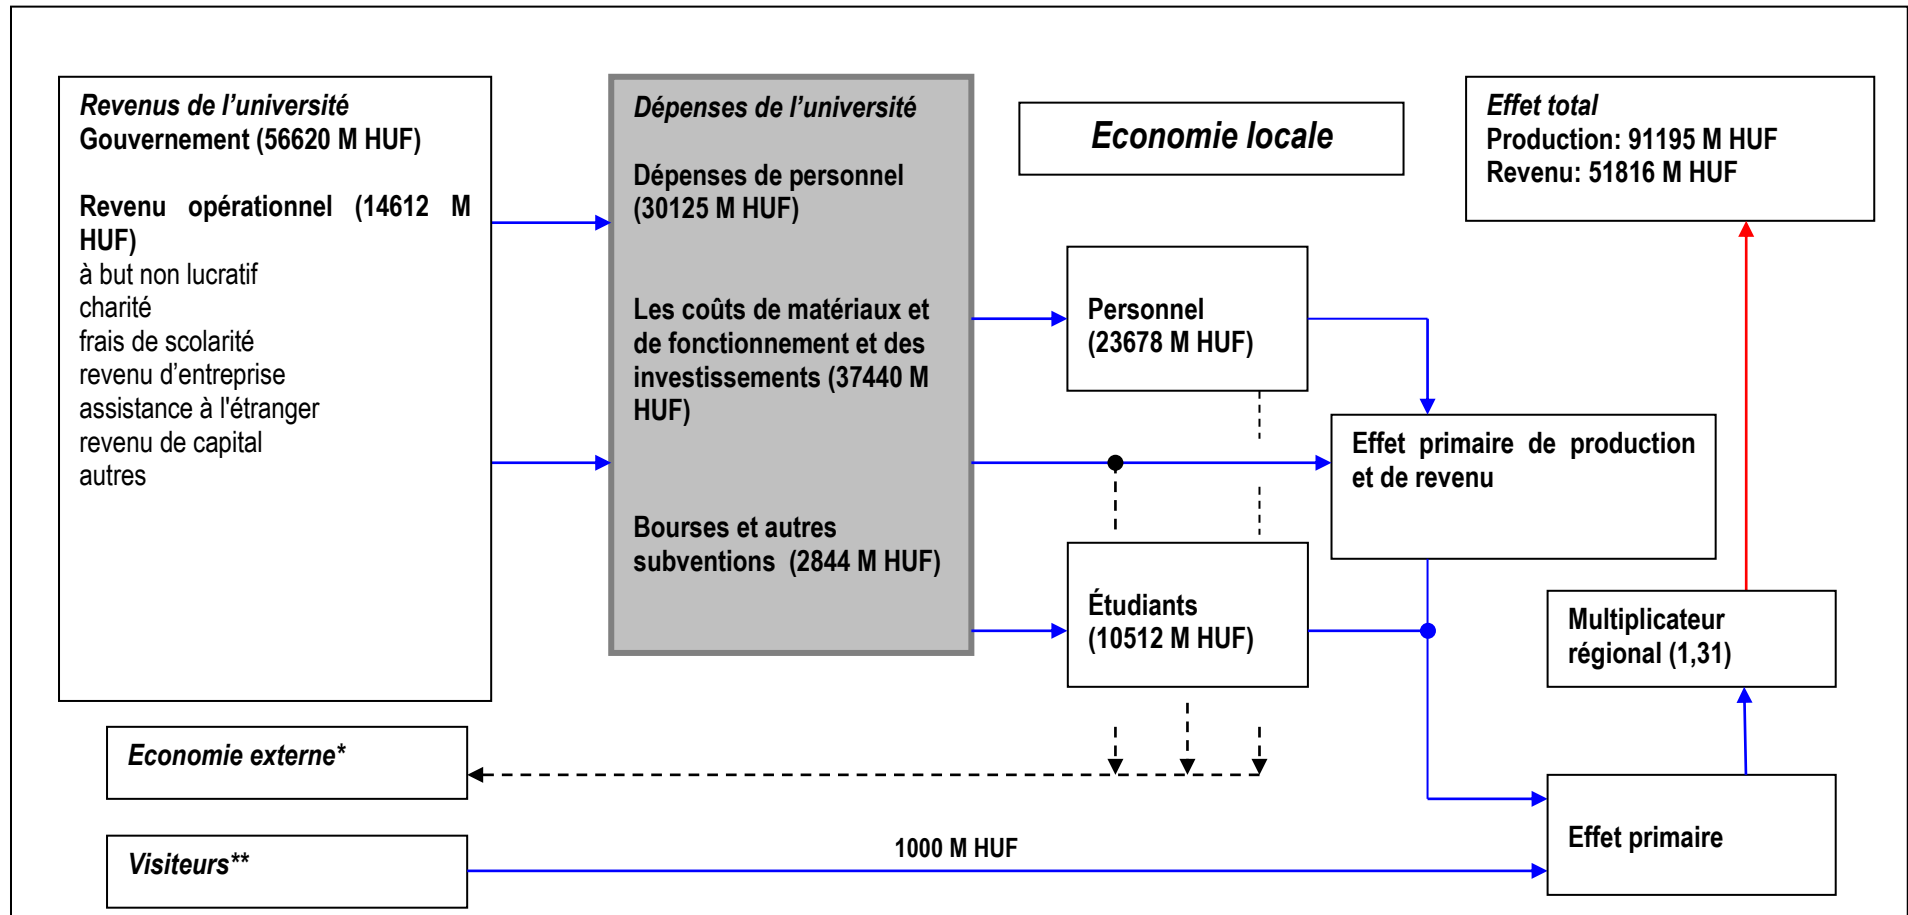 Revenus de l’université
Gouvernement (56620 M HUF)
Revenu opérationnel (14612 M
HUF)
à but non lucratif
charité
frais de scolarité
revenu d’entreprise
assistance à l'étranger
revenu de capital
autres
Dépenses de l’université
Dépenses de personnel
(30125 M HUF)
Les coûts de matériaux et
de fonctionnement et des
investissements (37440 M
HUF)
Bourses et autres
subventions (2844 M HUF)
Economie locale
Personnel
(23678 M HUF)
Étudiants
(10512 M HUF)
Effet total
Production: 91195 M HUF
Revenu: 51816 M HUF
Effet primaire de production
et de revenu
Multiplicateur
régional (1,31)
Economie externe*
Visiteurs**
1000 M HUF
Effet primaire